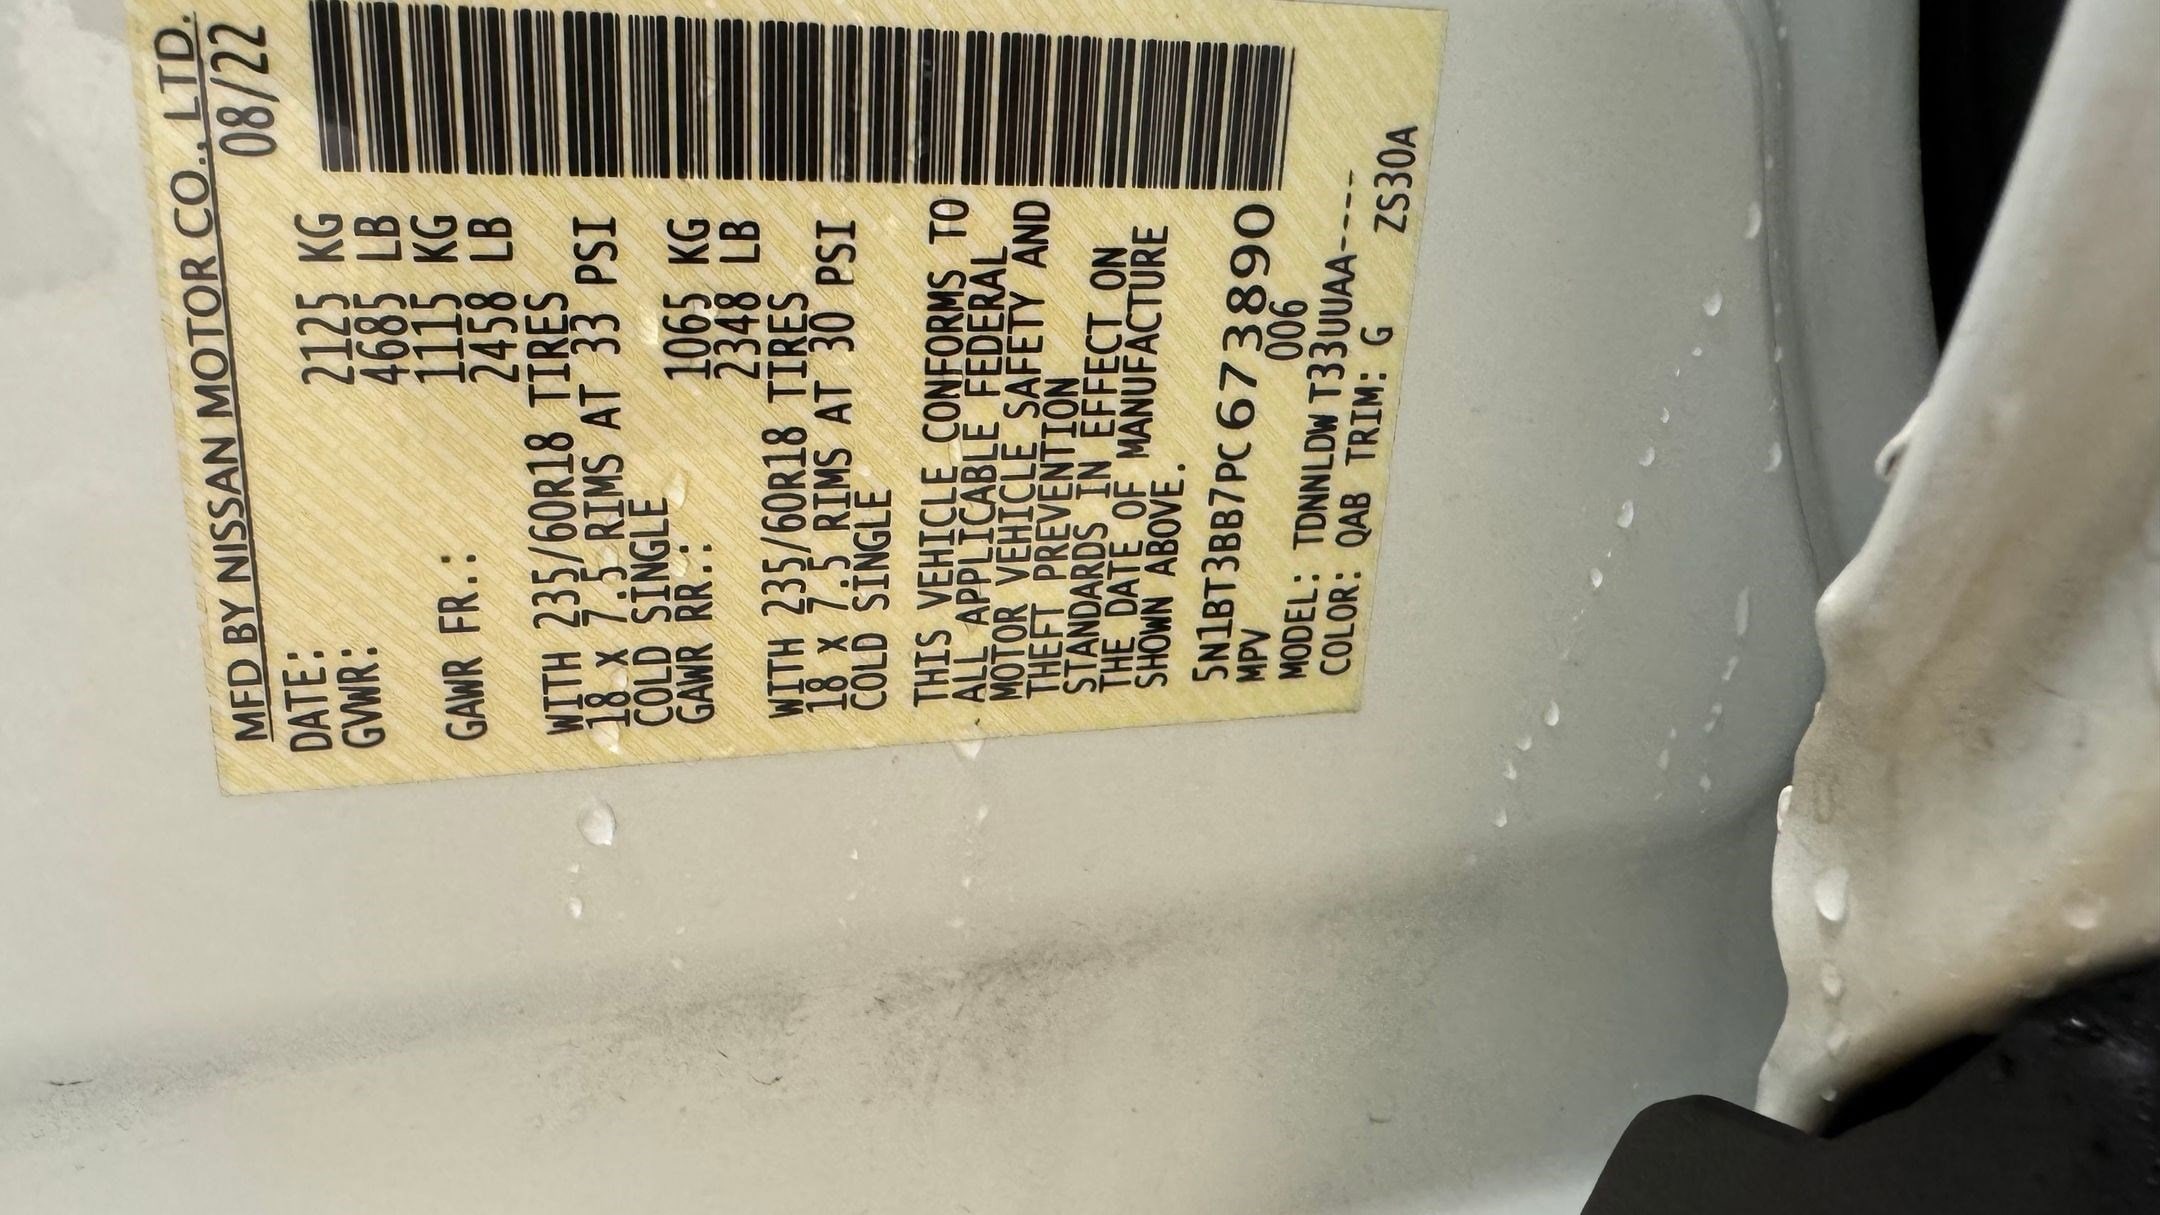 MFD BY NISSAN MOTOR CO., LTD.
DATE: 08/22
GVWR: 2125 KG
4685 LB
GAWR FR.: 1115 KG
2458 LB
WITH 235/60R18 TIRES
18 X 7.5 RIMS AT 33 PSI
COLD SINGLE
GAWR RR.: 1065 KG
2348 LB
WITH 235/60R18 TIRES
18 X 7.5 RIMS AT 30 PSI
COLD SINGLE
THIS VEHICLE CONFORMS TO
ALL APPLICABLE FEDERAL
MOTOR VEHICLE SAFETY AND
THEFT PREVENTION
STANDARDS IN EFFECT ON
THE DATE OF MANUFACTURE
SHOWN ABOVE.
5N1BT3BB7PC673890
MPV 006
MODEL: TDNNLDW T33UUAA----
COLOR: QAB TRIM: G ZS30A